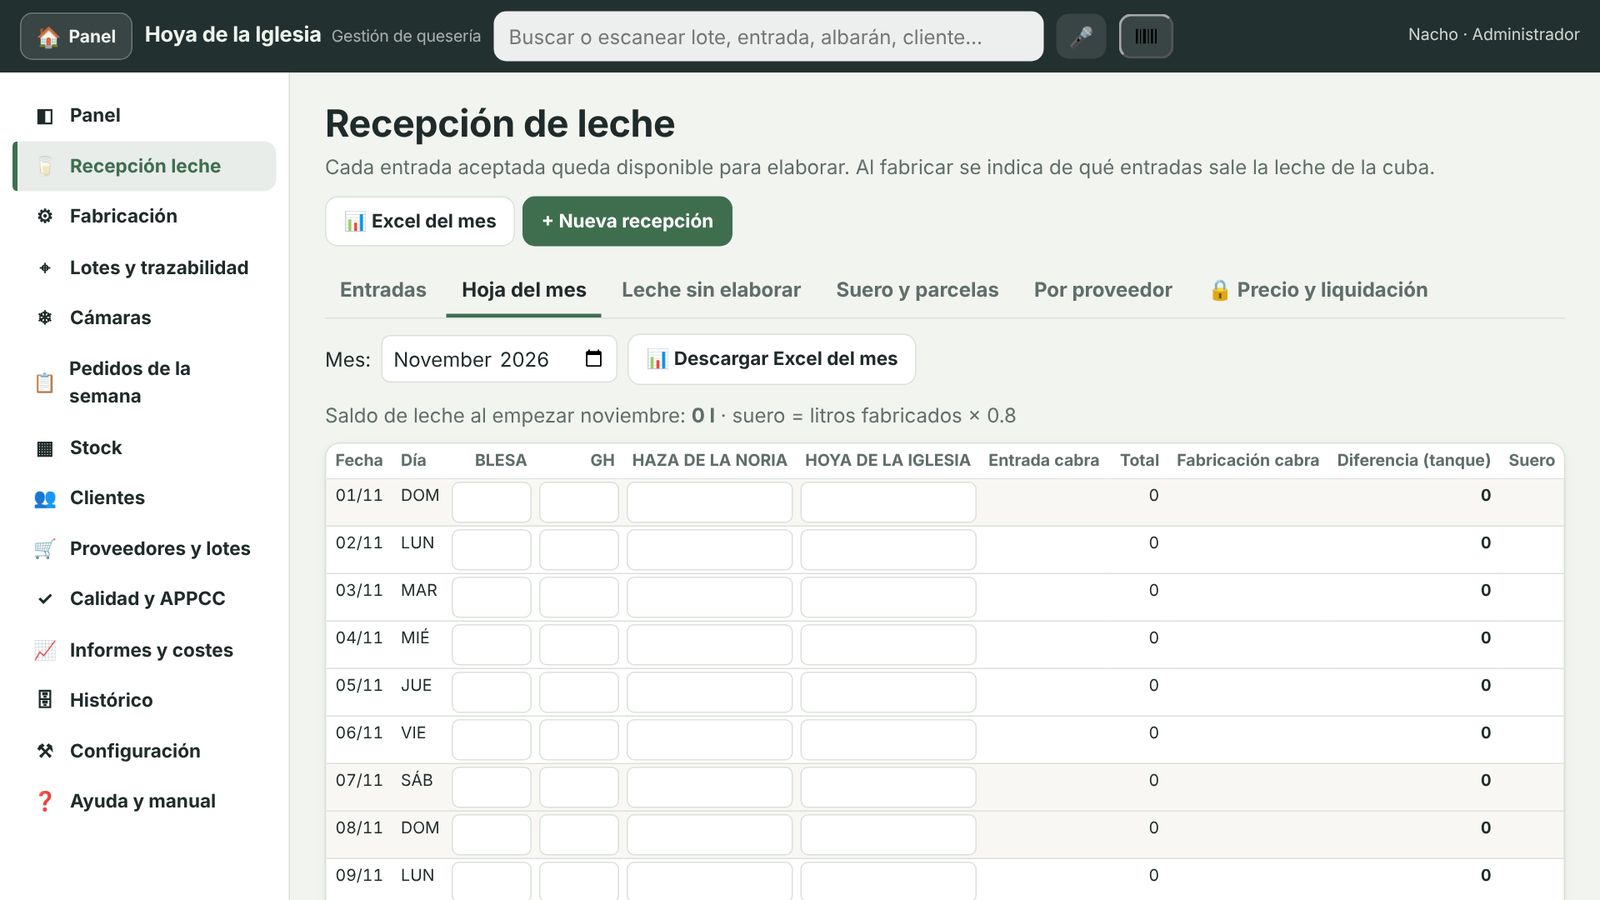 🏠 Panel Hoya de la Iglesia Gestión de quesería Buscar o escanear lote, entrada, albarán, cliente... Nacho · Administrador
Panel
Recepción leche
Fabricación
Lotes y trazabilidad
Cámaras
Pedidos de la
semana
Stock
Clientes
Proveedores y lotes
Calidad y APPCC
Informes y costes
Histórico
Configuración
Ayuda y manual
Recepción de leche
Cada entrada aceptada queda disponible para elaborar. Al fabricar se indica de qué entradas sale la leche de la cuba.
📊 Excel del mes + Nueva recepción
Entradas Hoja del mes Leche sin elaborar Suero y parcelas Por proveedor 🔒 Precio y liquidación
Mes: November 2026 📊 Descargar Excel del mes
Saldo de leche al empezar noviembre: 0 l · suero = litros fabricados × 0.8
Fecha Día BLESA GH HAZA DE LA NORIA HOYA DE LA IGLESIA Entrada cabra Total Fabricación cabra Diferencia (tanque) Suero
01/11 DOM 0 0
02/11 LUN 0 0
03/11 MAR 0 0
04/11 MIÉ 0 0
05/11 JUE 0 0
06/11 VIE 0 0
07/11 SÁB 0 0
08/11 DOM 0 0
09/11 LUN 0 0